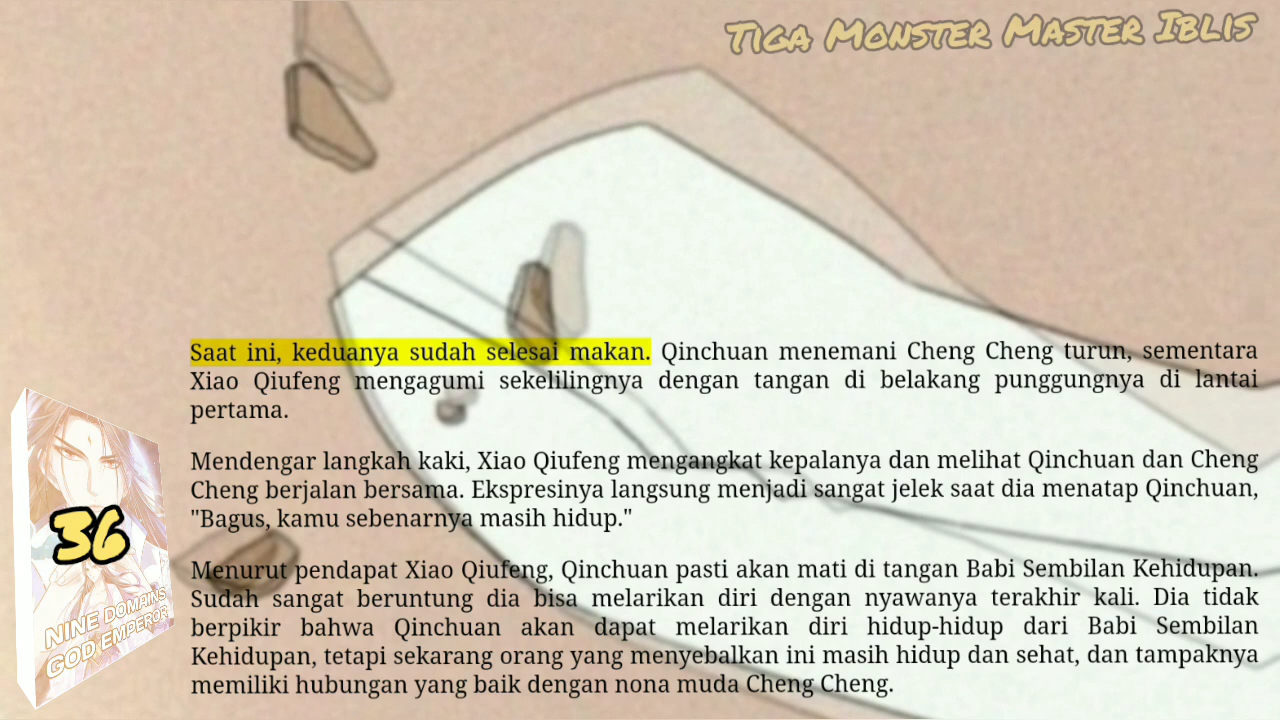 Tiga Monster Master Iblis
Saat ini, keduanya sudah selesai makan. Qinchuan menemani Cheng Cheng turun, sementara
Xiao Qiufeng mengagumi sekelilingnya dengan tangan di belakang punggungnya di lantai
pertama.
Mendengar langkah kaki, Xiao Qiufeng mengangkat kepalanya dan melihat Qinchuan dan Cheng
Cheng berjalan bersama. Ekspresinya langsung menjadi sangat jelek saat dia menatap Qinchuan,
"Bagus, kamu sebenarnya masih hidup."
Menurut pendapat Xiao Qiufeng, Qinchuan pasti akan mati di tangan Babi Sembilan Kehidupan.
Sudah sangat beruntung dia bisa melarikan diri dengan nyawanya terakhir kali. Dia tidak
berpikir bahwa Qinchuan akan dapat melarikan diri hidup-hidup dari Babi Sembilan
Kehidupan, tetapi sekarang orang yang menyebalkan ini masih hidup dan sehat, dan tampaknya
memiliki hubungan yang baik dengan nona muda Cheng Cheng.
36
NINE DOMAINS
GOD EMPEROR